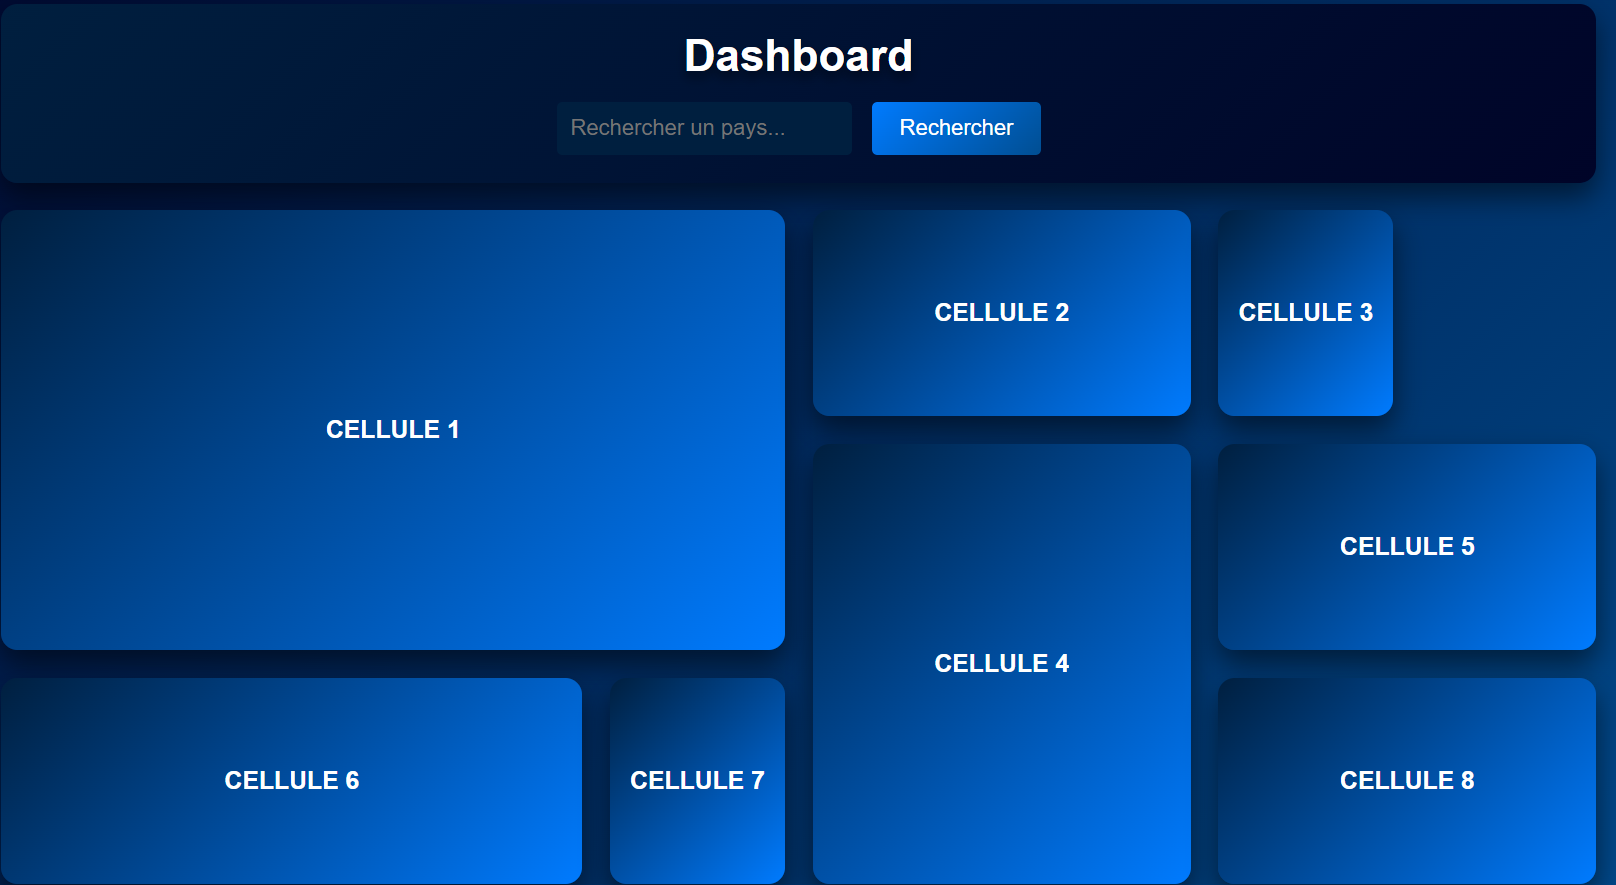 Dashboard
Rechercher un pays...
Rechercher
CELLULE 1
CELLULE 2
CELLULE 3
CELLULE 4
CELLULE 5
CELLULE 6
CELLULE 7
CELLULE 8